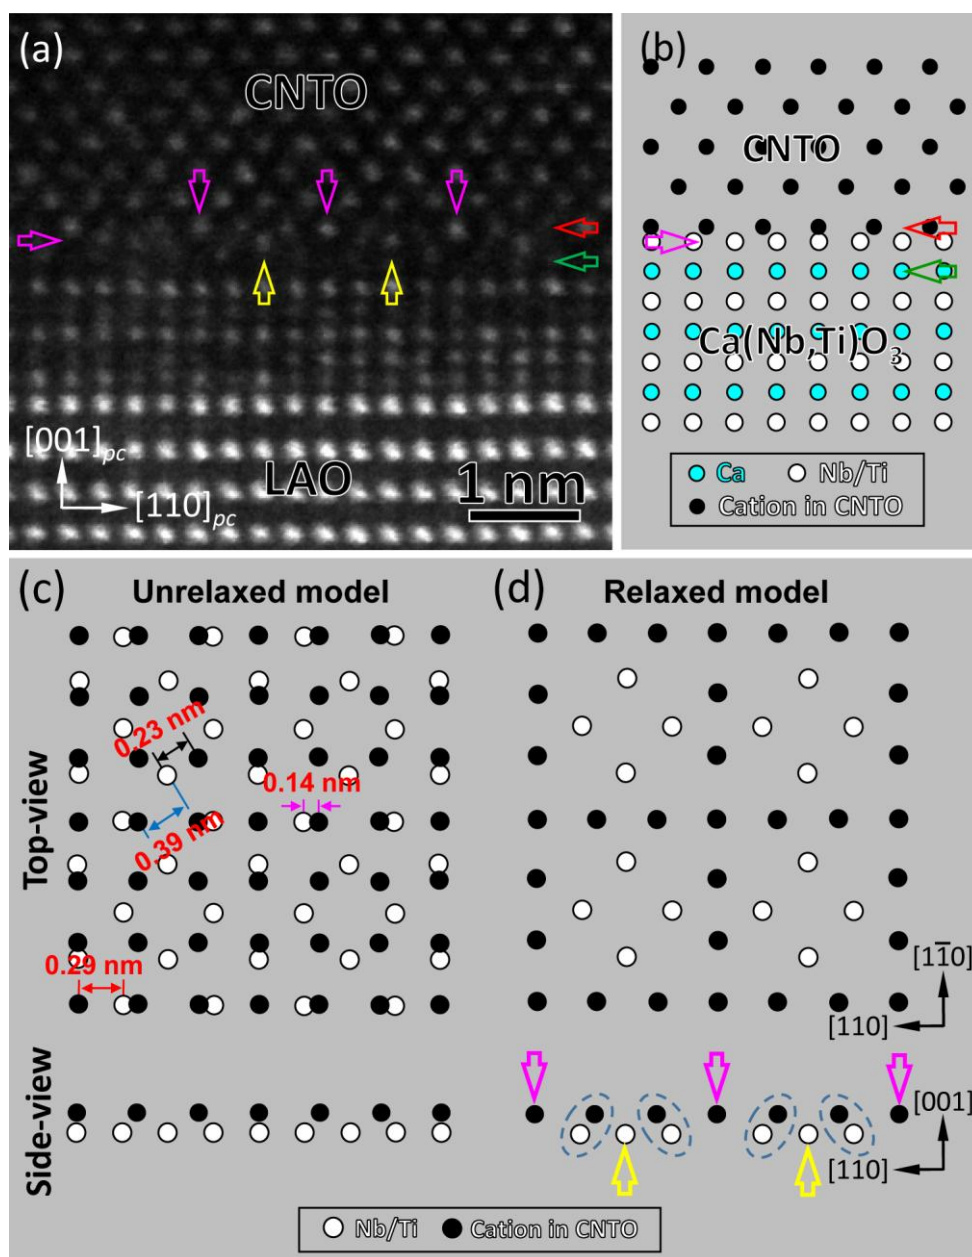 (a)
CNTO
[001]pc
[110]pc
LAO
1 nm
(b)
CNTO
Ca(Nb,Ti)O₃
Ca
Nb/Ti
Cation in CNTO
(c)
Unrelaxed model
Top-view
0.23 nm
0.39 nm
0.14 nm
0.29 nm
Side-view
(d)
Relaxed model
[11̄0]
[110]
[001]
[110]
Nb/Ti
Cation in CNTO